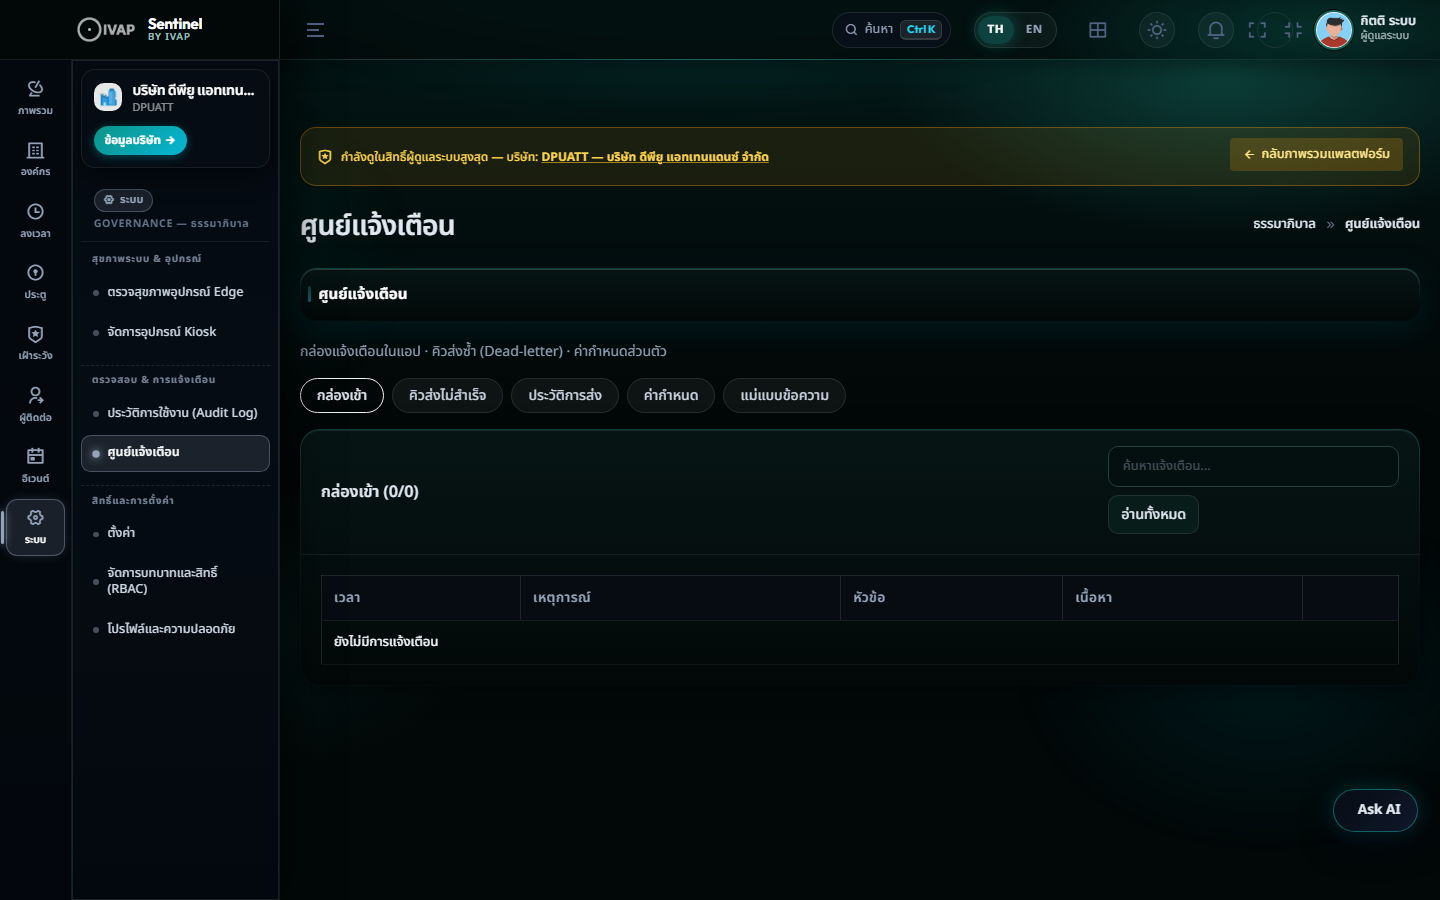 IVAP
Sentinel
BY IVAP
ค้นหา
Ctrl K
TH
EN
กิตติ ระบบ
ผู้ดูแลระบบ
ภาพรวม
องค์กร
ลงเวลา
ประตู
เฝ้าระวัง
ผู้ติดต่อ
อีเวนต์
ระบบ
บริษัท ดีพียู แอทเทน...
DPUATT
ข้อมูลบริษัท →
ระบบ
GOVERNANCE — ธรรมาภิบาล
สุขภาพระบบ & อุปกรณ์
ตรวจสุขภาพอุปกรณ์ Edge
จัดการอุปกรณ์ Kiosk
ตรวจสอบ & การแจ้งเตือน
ประวัติการใช้งาน (Audit Log)
ศูนย์แจ้งเตือน
สิทธิ์และการตั้งค่า
ตั้งค่า
จัดการบทบาทและสิทธิ์
(RBAC)
โปรไฟล์และความปลอดภัย
กำลังดูในสิทธิ์ผู้ดูแลระบบสูงสุด — บริษัท: DPUATT — บริษัท ดีพียู แอทเทนแดนซ์ จำกัด
← กลับภาพรวมแพลตฟอร์ม
ศูนย์แจ้งเตือน
ธรรมาภิบาล » ศูนย์แจ้งเตือน
ศูนย์แจ้งเตือน
กล่องแจ้งเตือนในแอป · คิวส่งซ้ำ (Dead-letter) · ค่ากำหนดส่วนตัว
กล่องเข้า
คิวส่งไม่สำเร็จ
ประวัติการส่ง
ค่ากำหนด
แม่แบบข้อความ
กล่องเข้า (0/0)
ค้นหาแจ้งเตือน...
อ่านทั้งหมด
เวลา
เหตุการณ์
หัวข้อ
เนื้อหา
ยังไม่มีการแจ้งเตือน
Ask AI